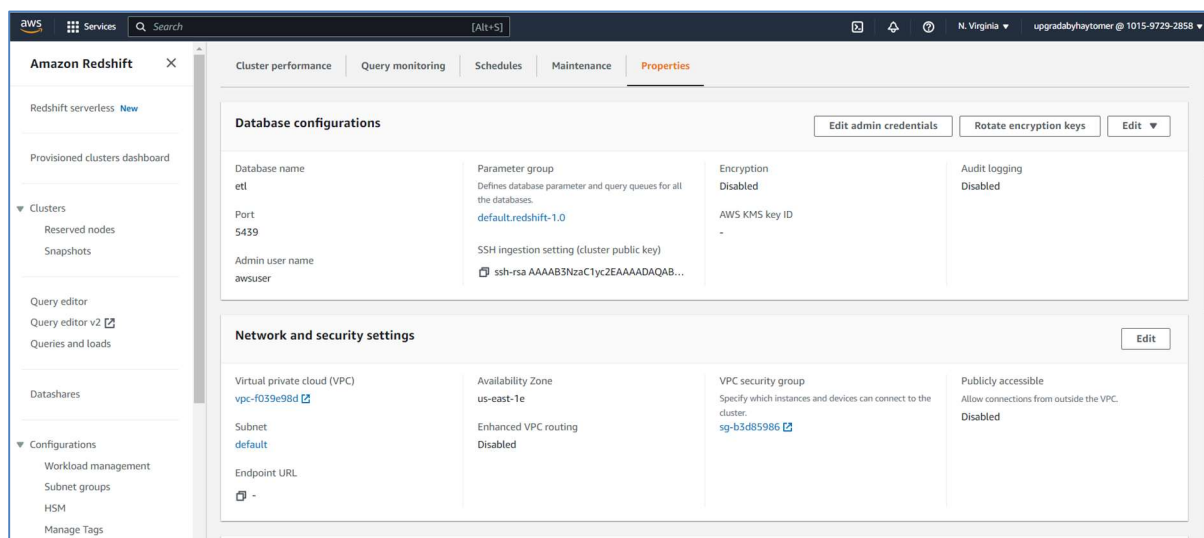 aws
Services
Search
[Alt+S]
N. Virginia
upgradabyhaytomer @ 1015-9729-2858
Amazon Redshift
Redshift serverless New
Provisioned clusters dashboard
Clusters
Reserved nodes
Snapshots
Query editor
Query editor v2
Queries and loads
Datashares
Configurations
Workload management
Subnet groups
HSM
Manage Tags
Cluster performance
Query monitoring
Schedules
Maintenance
Properties
Database configurations
Edit admin credentials
Rotate encryption keys
Edit
Database name
etl
Port
5439
Admin user name
awsuser
Parameter group
Defines database parameter and query queues for all
the databases.
default.redshift-1.0
SSH ingestion setting (cluster public key)
ssh-rsa AAAAB3NzaC1yc2EAAAADAQAB...
Encryption
Disabled
AWS KMS key ID
-
Audit logging
Disabled
Network and security settings
Edit
Virtual private cloud (VPC)
vpc-f039e98d
Subnet
default
Endpoint URL
-
Availability Zone
us-east-1e
Enhanced VPC routing
Disabled
VPC security group
Specify which instances and devices can connect to the
cluster.
sg-b3d85986
Publicly accessible
Allow connections from outside the VPC.
Disabled